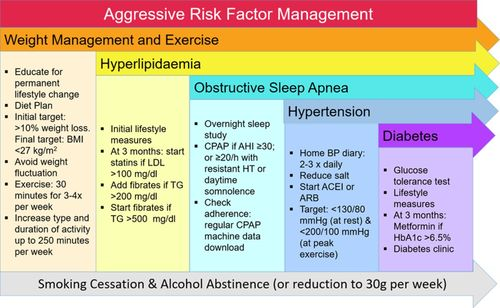 Aggressive Risk Factor Management
Weight Management and Exercise
Hyperlipidaemia
Obstructive Sleep Apnea
Hypertension
Diabetes
• Educate for
permanent
lifestyle change
• Diet Plan
• Initial target:
>10% weight loss.
Final target: BMI
<27 kg/m²
• Avoid weight
fluctuation
• Exercise: 30
minutes for 3-4x
per week
• Increase type and
duration of activity
up to 250 minutes
per week
• Initial lifestyle
measures
• At 3 months: start
statins if LDL
>100 mg/dl
• Add fibrates if TG
>200 mg/dl
• Start fibrates if
TG >500 mg/dl
• Overnight sleep
study
• CPAP if AHI ≥30;
or ≥20/h with
resistant HT or
daytime
somnolence
• Check
adherence:
regular CPAP
machine data
download
• Home BP diary:
2-3 x daily
• Reduce salt
• Start ACEI or
ARB
• Target: <130/80
mmHg (at rest) &
<200/100 mmHg
(at peak
exercise)
• Glucose
tolerance test
• Lifestyle
measures
• At 3 months:
Metformin if
HbA1c >6.5%
• Diabetes clinic
Smoking Cessation & Alcohol Abstinence (or reduction to 30g per week)